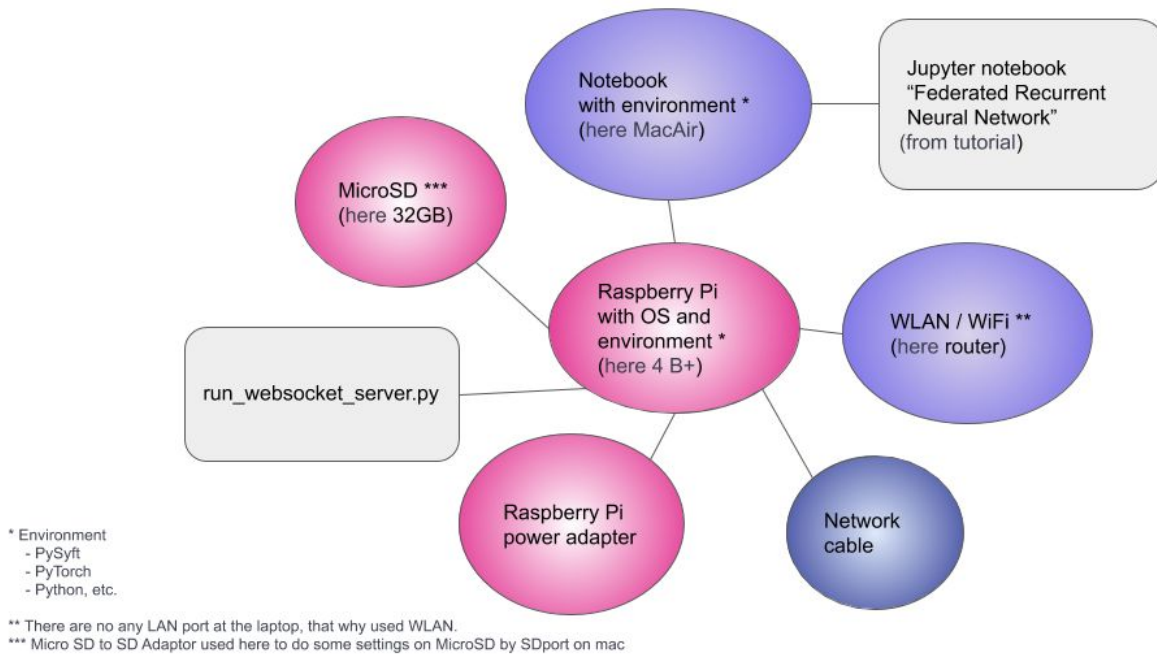 Notebook
with environment *
(here MacAir)
Jupyter notebook
“Federated Recurrent
Neural Network”
(from tutorial)
MicroSD ***
(here 32GB)
Raspberry Pi
with OS and
environment *
(here 4 B+)
WLAN / WiFi **
(here router)
run_websocket_server.py
Raspberry Pi
power adapter
Network
cable
* Environment
- PySyft
- PyTorch
- Python, etc.
** There are no any LAN port at the laptop, that why used WLAN.
*** Micro SD to SD Adaptor used here to do some settings on MicroSD by SDport on mac